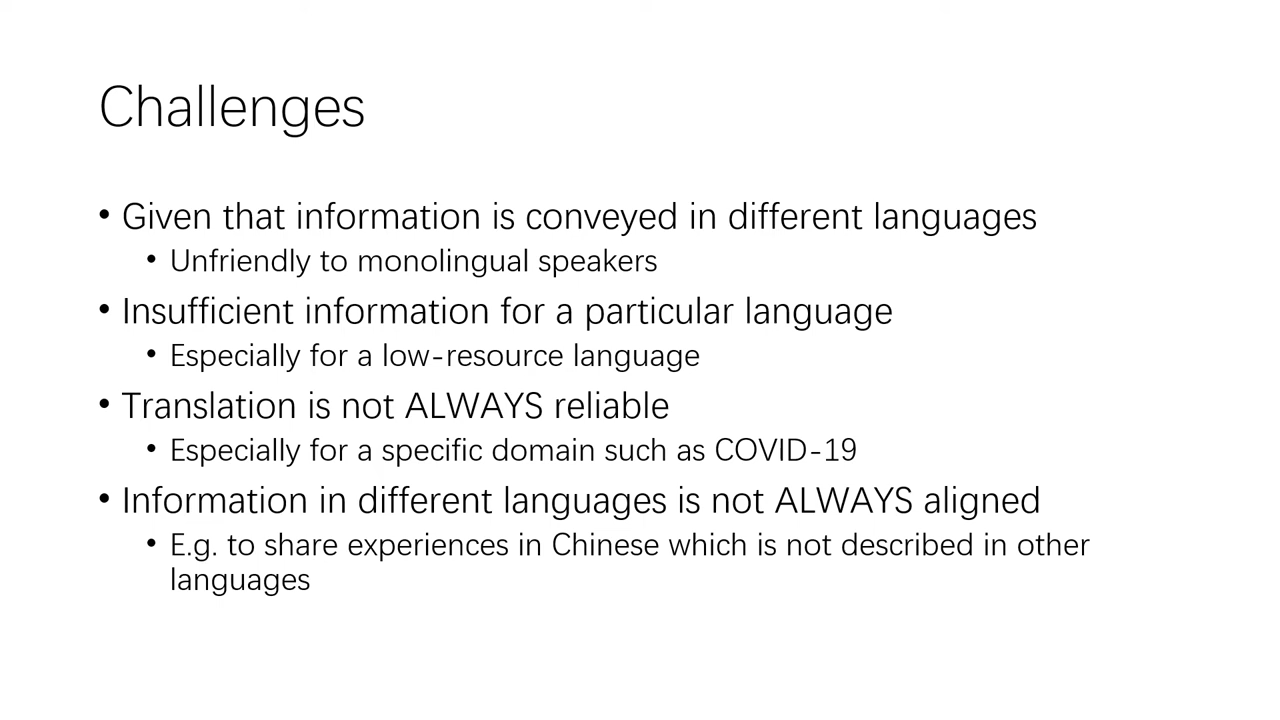 Challenges
• Given that information is conveyed in different languages
• Unfriendly to monolingual speakers
• Insufficient information for a particular language
• Especially for a low-resource language
• Translation is not ALWAYS reliable
• Especially for a specific domain such as COVID-19
• Information in different languages is not ALWAYS aligned
• E.g. to share experiences in Chinese which is not described in other
languages